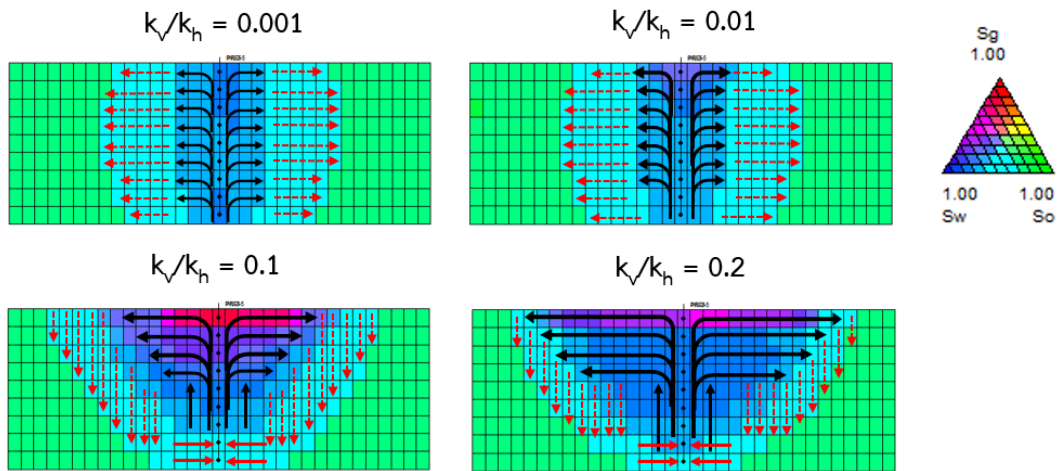 kv/kh = 0.001
kv/kh = 0.01
Sg
1.00
1.00 1.00
Sw So
kv/kh = 0.1
kv/kh = 0.2